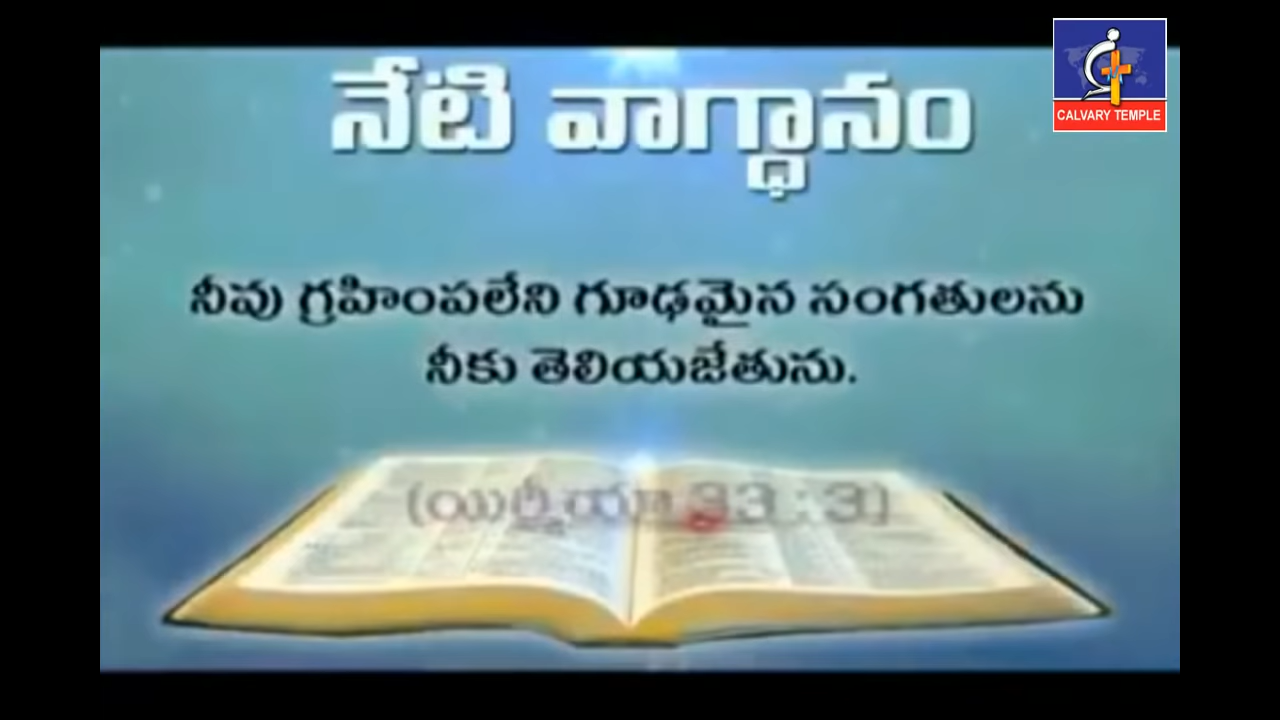 CALVARY TEMPLE
నేటి వాగ్ధానం
నీవు గ్రహింపలేని గూఢమైన సంగతులను
నీకు తెలియజేతును.
(యిర్మీయా 33 : 3)